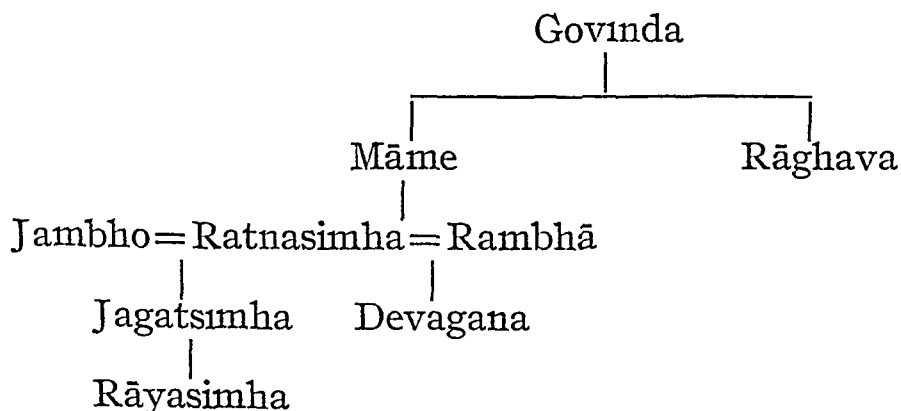 Govinda
Māme Rāghava
Jambho=Ratnasimha=Rambhā
Jagatsimha Devagana
Rāyasimha